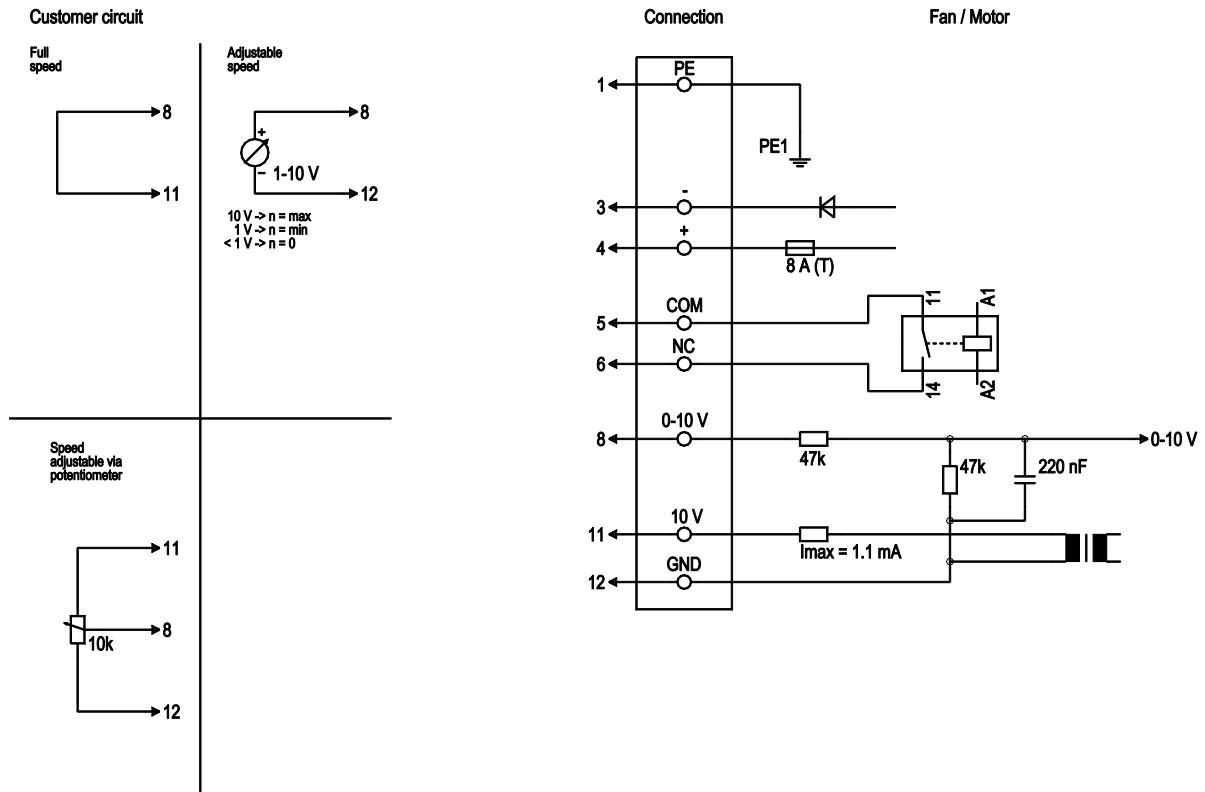 Customer circuit
Connection
Fan / Motor
Full
speed
Adjustable
speed
8
11
8
+
− 1-10 V
12
10 V -> n = max
1 V -> n = min
< 1 V -> n = 0
Speed
adjustable via
potentiometer
11
8
10k
12
PE
1
PE1
-
3
+
4
8 A (T)
COM
5
NC
6
11
A1
14
A2
0-10 V
8
47k
0-10 V
47k
220 nF
10 V
11
Imax = 1.1 mA
GND
12